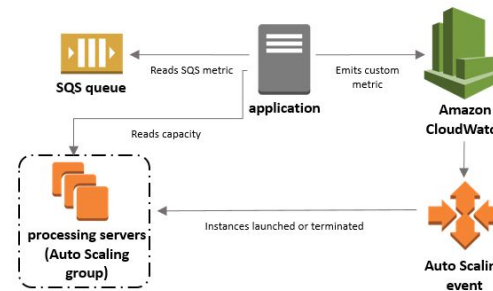 Reads SQS metric
Emits custom
metric
SQS queue
application
Amazon
CloudWatc
Reads capacity
processing servers
(Auto Scaling
group)
Instances launched or terminated
Auto Scalin
event